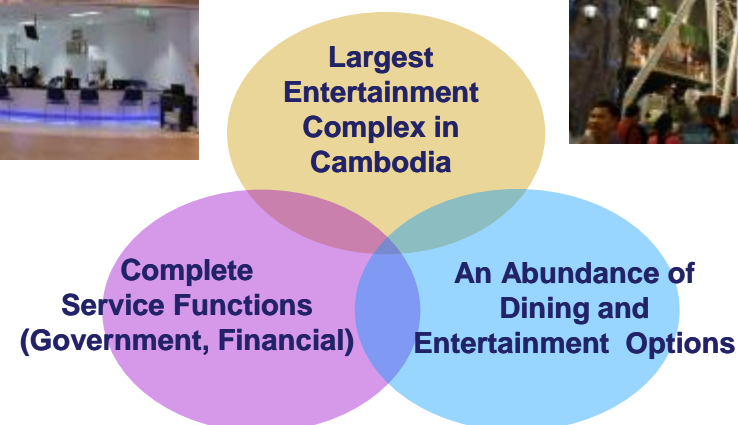 Largest
Entertainment
Complex in
Cambodia
Complete
Service Functions
(Government, Financial)
An Abundance of
Dining and
Entertainment Options